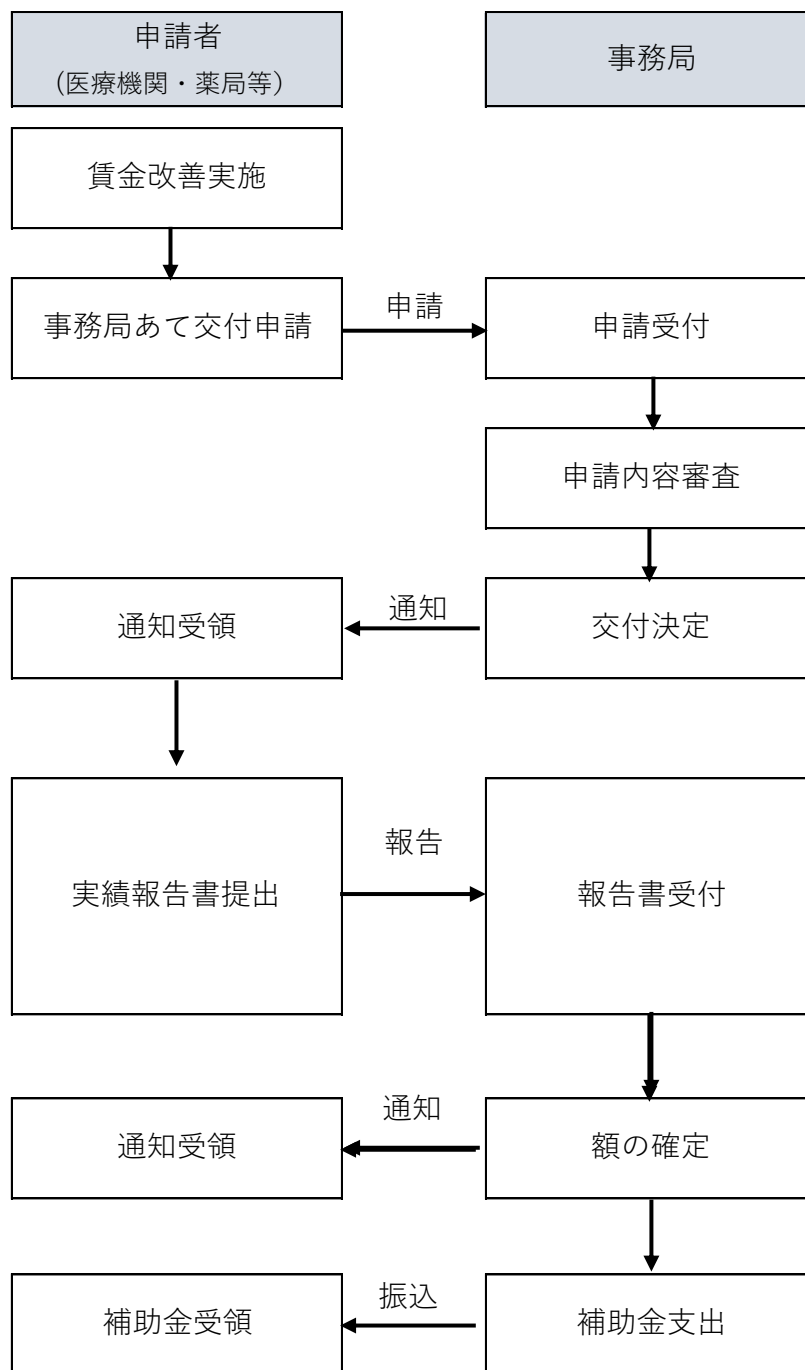 申請者
(医療機関・薬局等)
事務局
賃金改善実施
事務局あて交付申請
申請
申請受付
申請内容審査
通知受領
通知
交付決定
実績報告書提出
報告
報告書受付
通知受領
通知
額の確定
補助金受領
振込
補助金支出